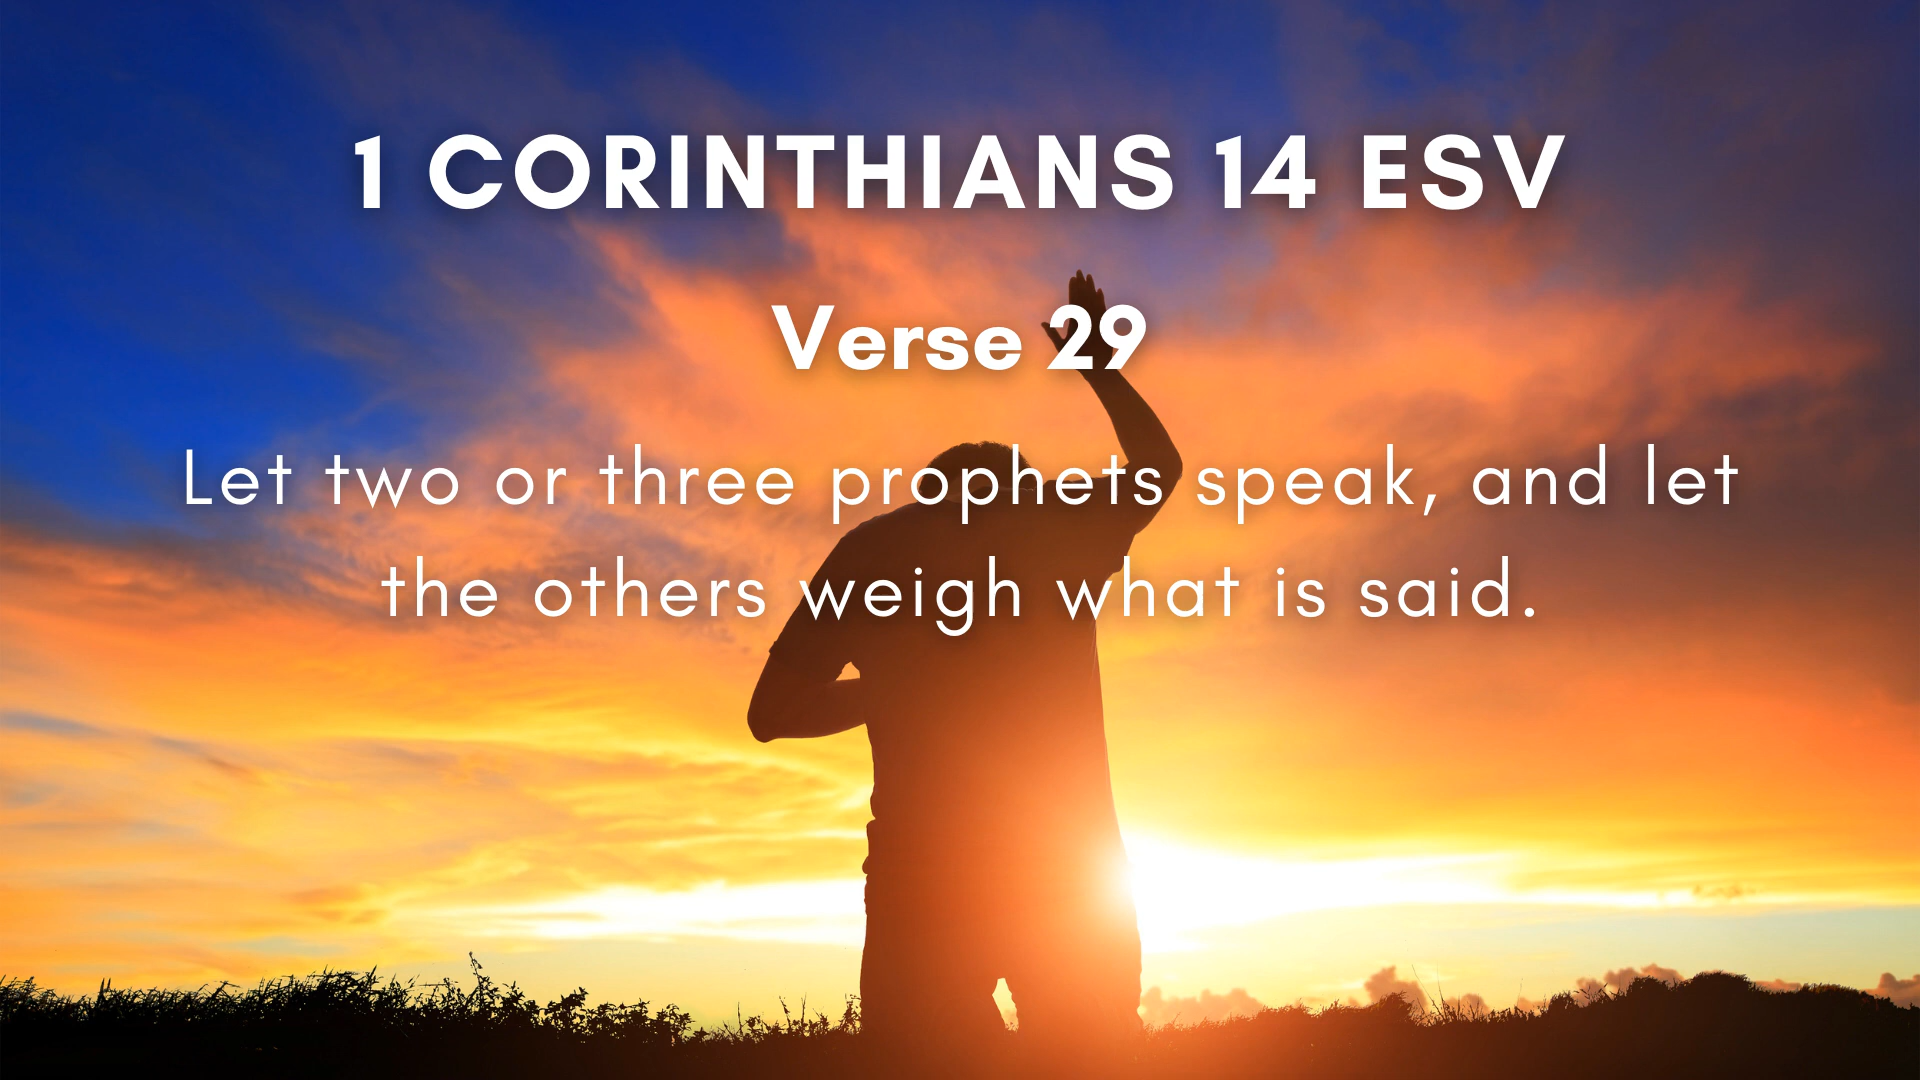 1 CORINTHIANS 14 ESV
Verse 29
Let two or three prophets speak, and let
the others weigh what is said.